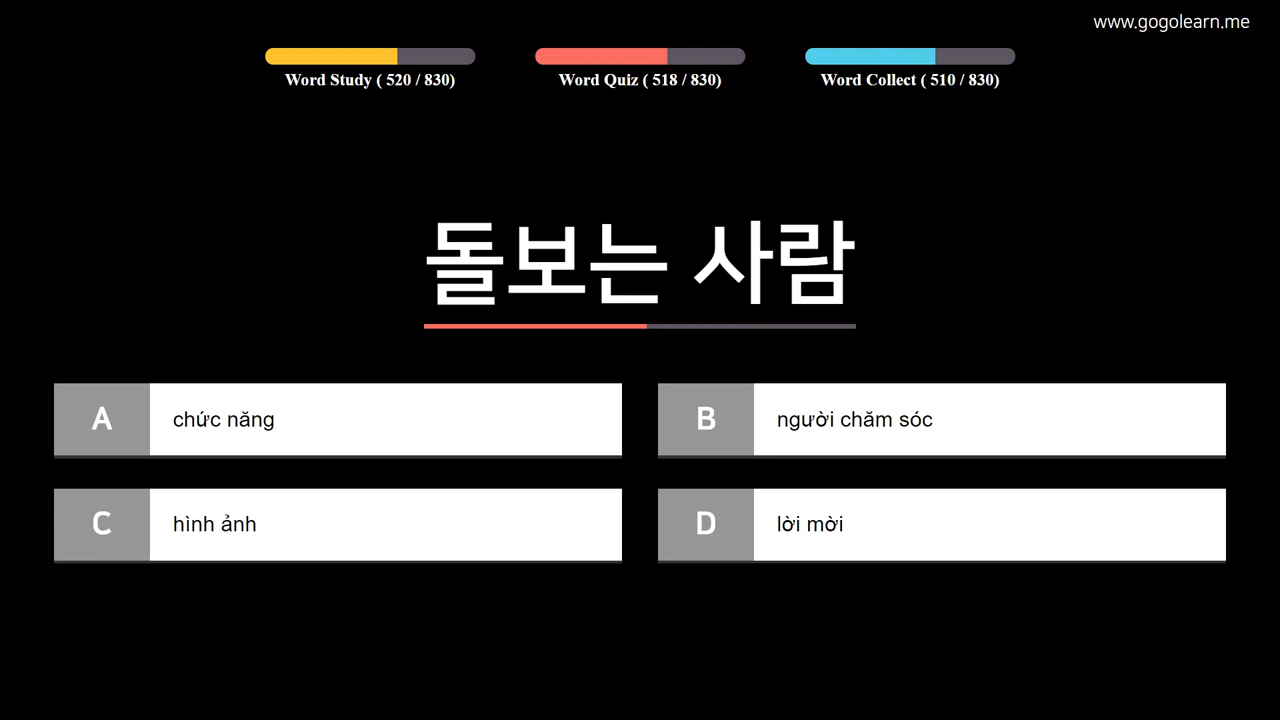 www.gogolearn.me
Word Study ( 520 / 830)
Word Quiz ( 518 / 830)
Word Collect ( 510 / 830)
돌보는 사람
A chức năng
B người chăm sóc
C hình ảnh
D lời mời